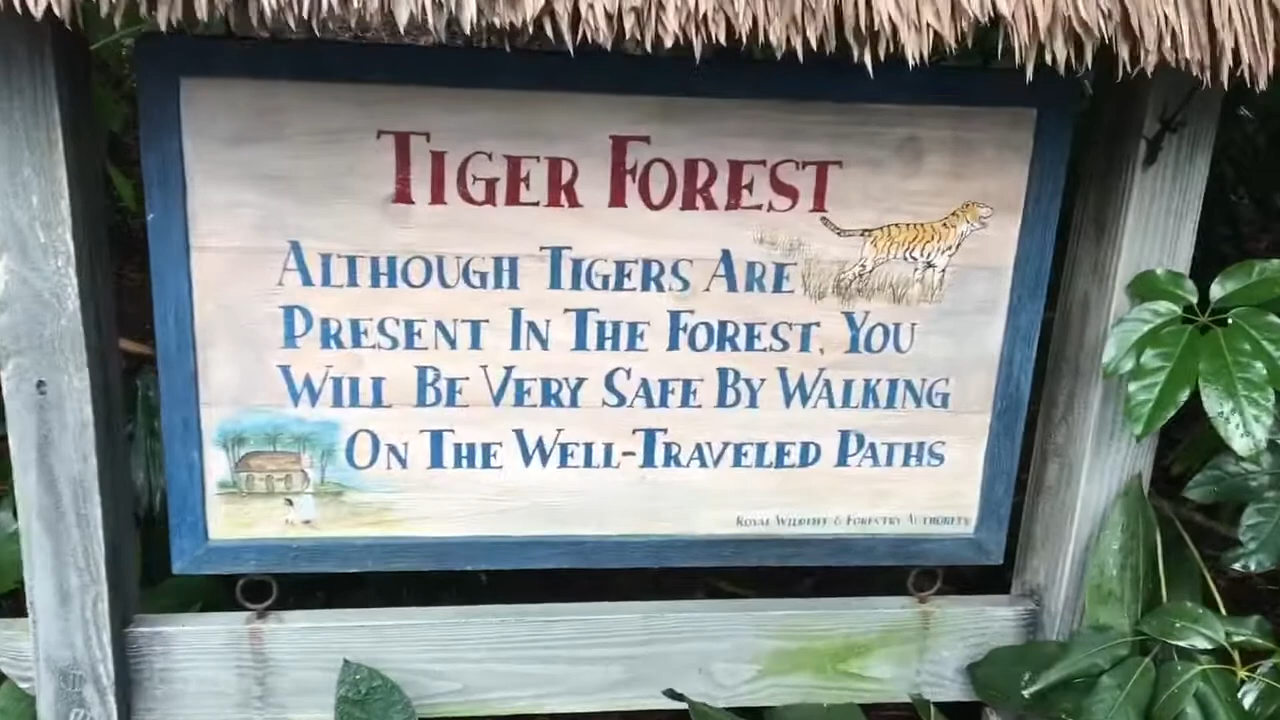 TIGER FOREST
ALTHOUGH TIGERS ARE
PRESENT IN THE FOREST, YOU
WILL BE VERY SAFE BY WALKING
ON THE WELL-TRAVELED PATHS
ROYAL WILDLIFE & FORESTRY AUTHORITY